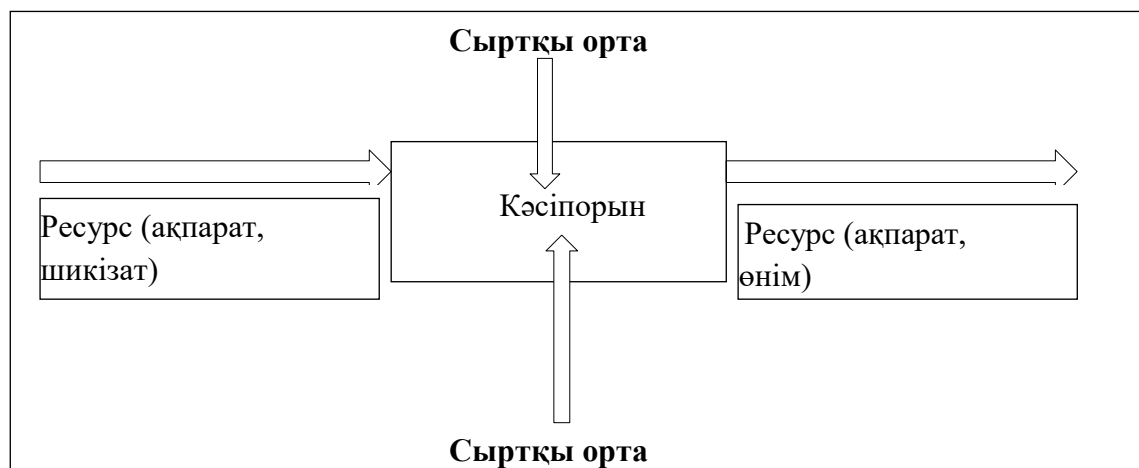 Сыртқы орта
Кәсіпорын
Ресурс (ақпарат,
шикізат)
Ресурс (ақпарат,
өнім)
Сыртқы орта